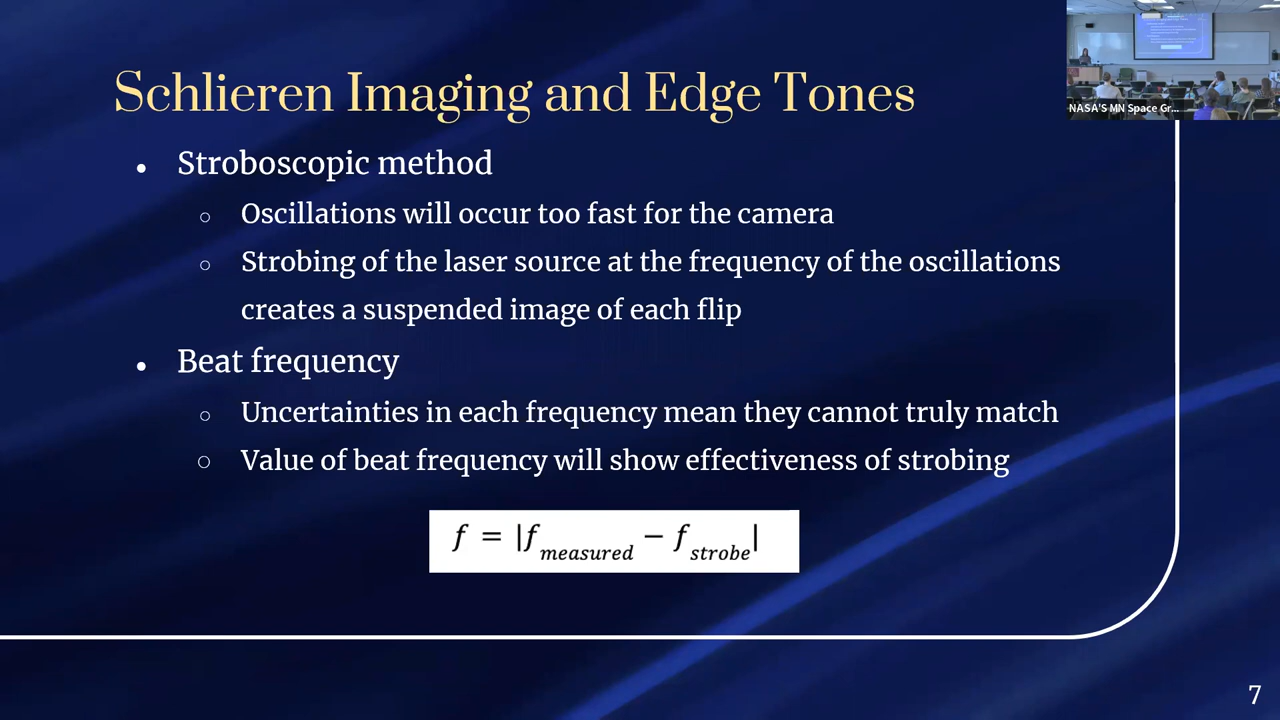 Schlieren Imaging and Edge Tones
NASA'S MN Space Gr...
● Stroboscopic method
○ Oscillations will occur too fast for the camera
○ Strobing of the laser source at the frequency of the oscillations
creates a suspended image of each flip
● Beat frequency
○ Uncertainties in each frequency mean they cannot truly match
○ Value of beat frequency will show effectiveness of strobing
f = |f_measured − f_strobe|
7